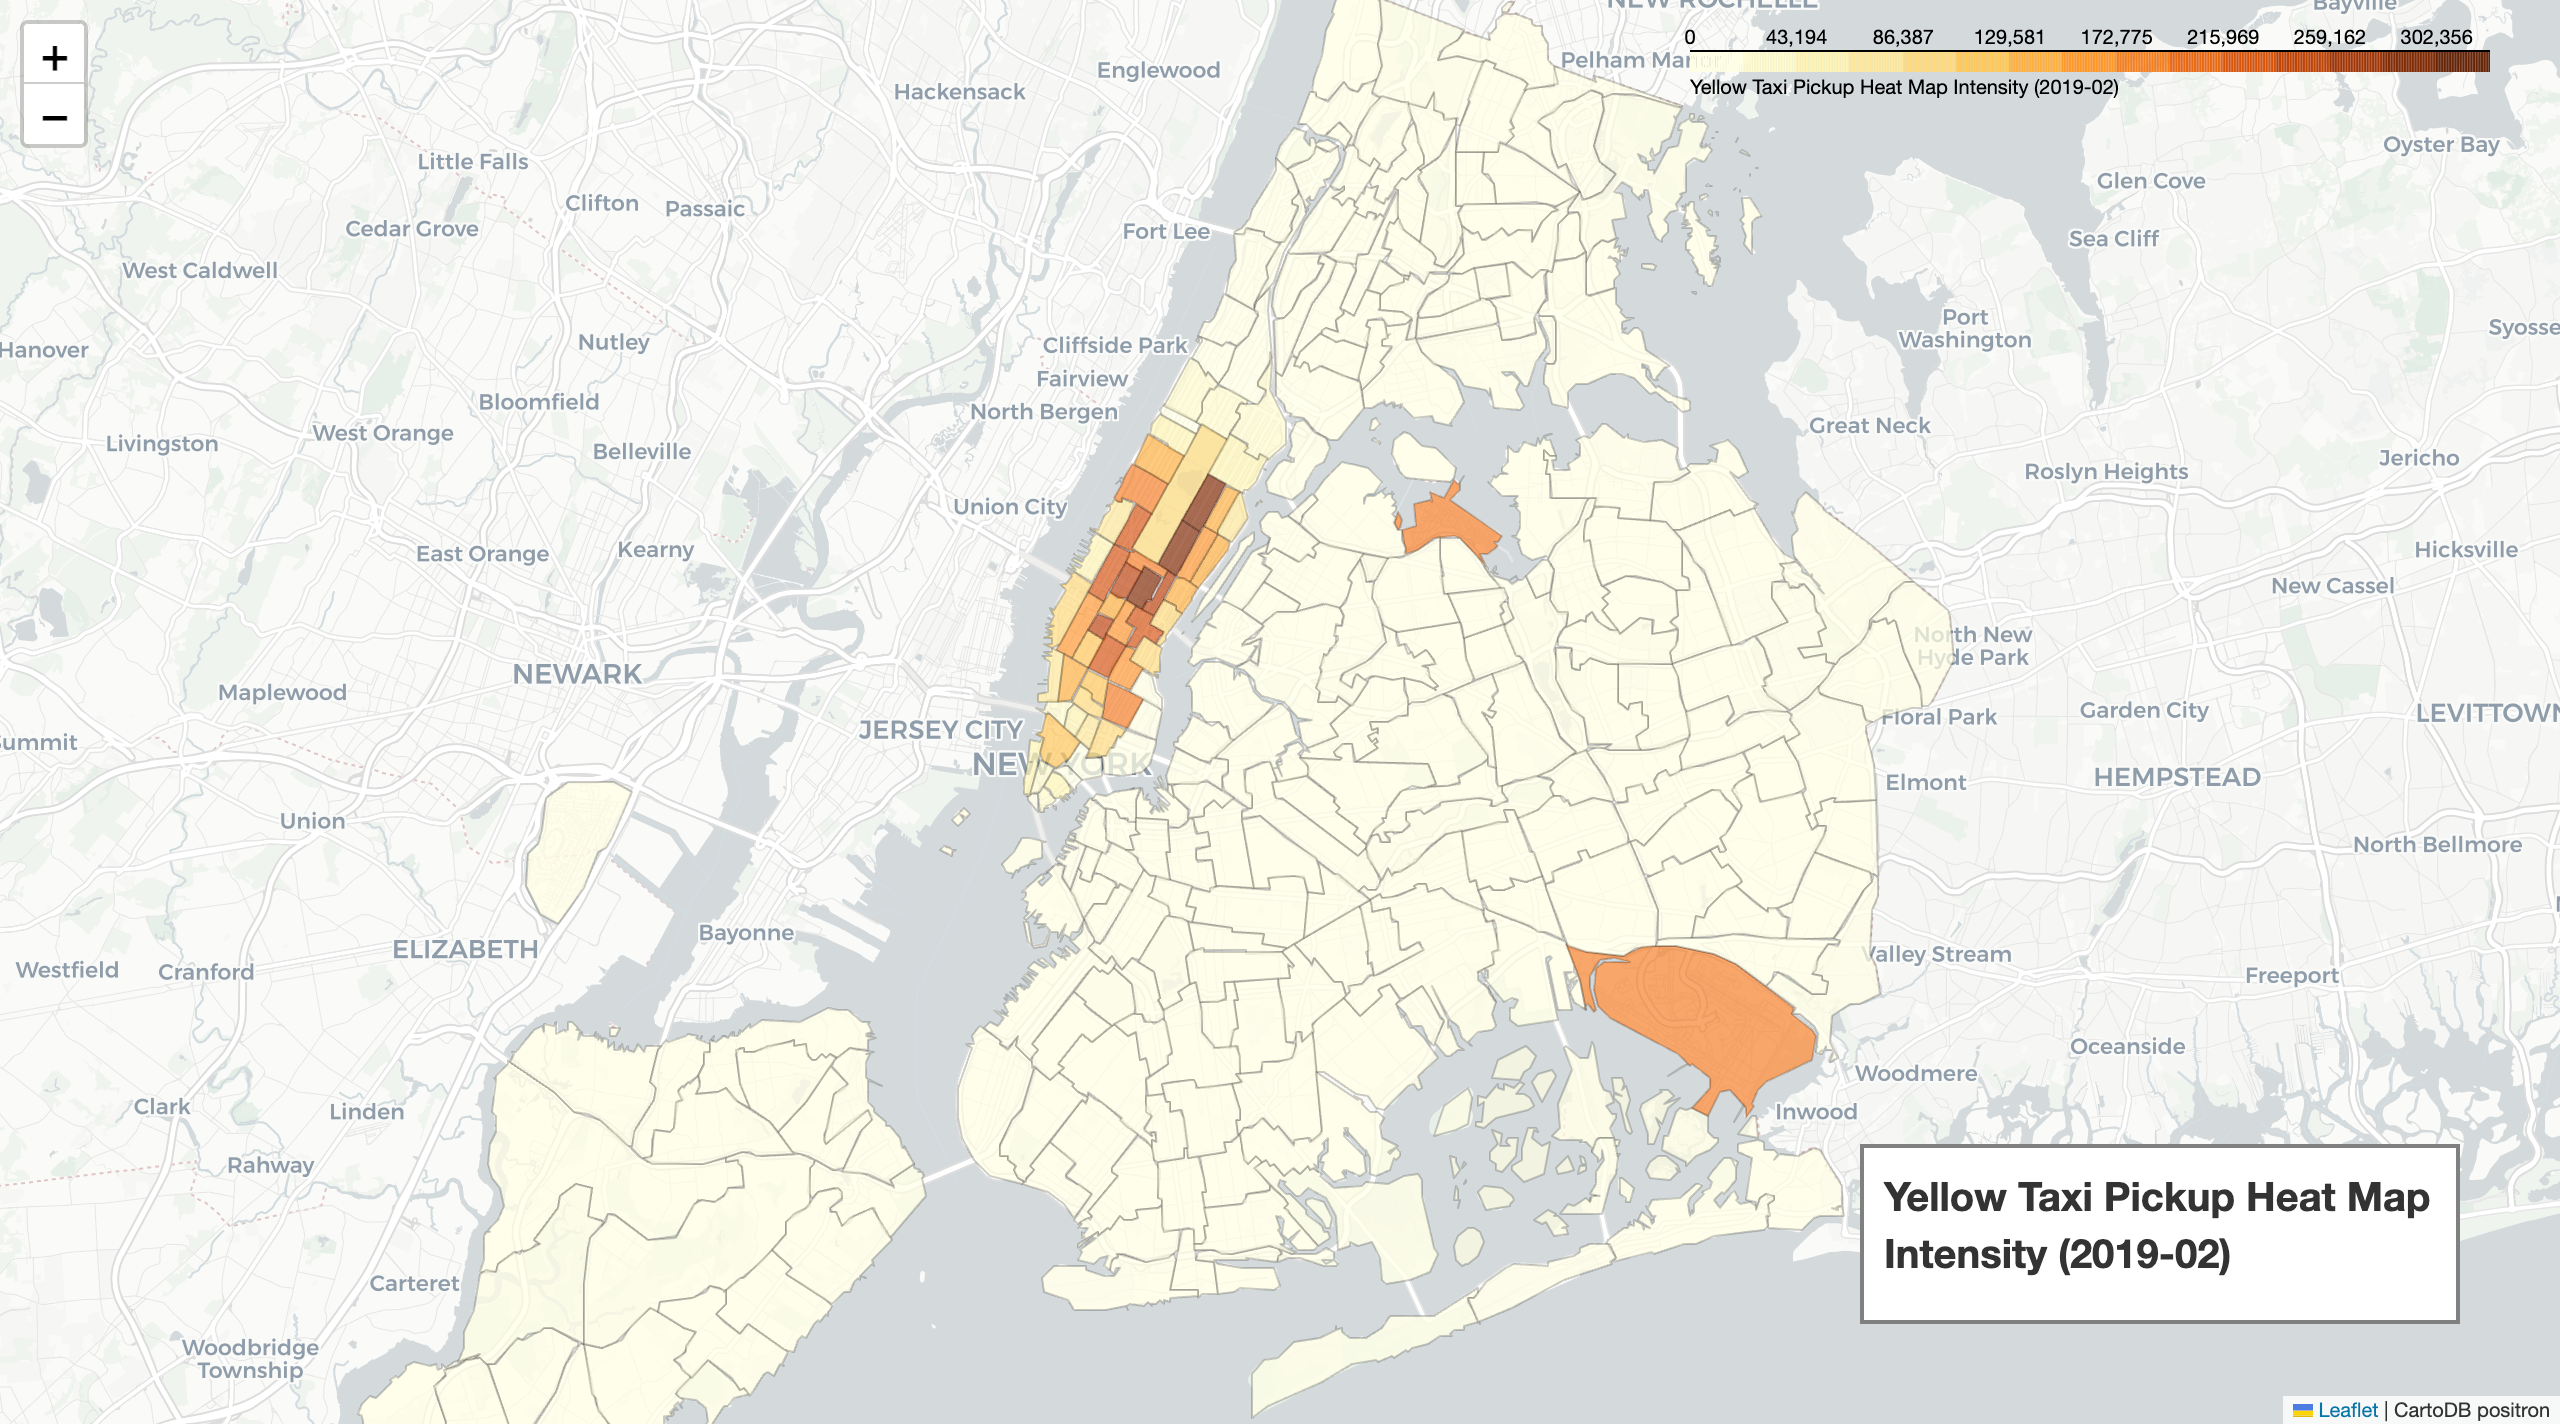 +
−
NEW ROCHELLE
Bayville
0 43,194 86,387 129,581 172,775 215,969 259,162 302,356
Yellow Taxi Pickup Heat Map Intensity (2019-02)
Pelham Manor
Englewood
Hackensack
Oyster Bay
Little Falls
Glen Cove
Clifton
Passaic
Cedar Grove
Fort Lee
Sea Cliff
West Caldwell
Port
Washington
Syosse
Nutley
Cliffside Park
Hanover
Fairview
Bloomfield
North Bergen
Great Neck
West Orange
Livingston
Belleville
Jericho
Roslyn Heights
Union City
East Orange
Kearny
Hicksville
New Cassel
North New
Hyde Park
NEWARK
Maplewood
Garden City
LEVITTOWN
Floral Park
JERSEY CITY
Summit
NEW YORK
HEMPSTEAD
Elmont
Union
North Bellmore
Bayonne
ELIZABETH
Valley Stream
Westfield
Cranford
Freeport
Oceanside
Woodmere
Clark
Linden
Inwood
Rahway
Yellow Taxi Pickup Heat Map
Intensity (2019-02)
Carteret
Woodbridge
Township
Leaflet | CartoDB positron